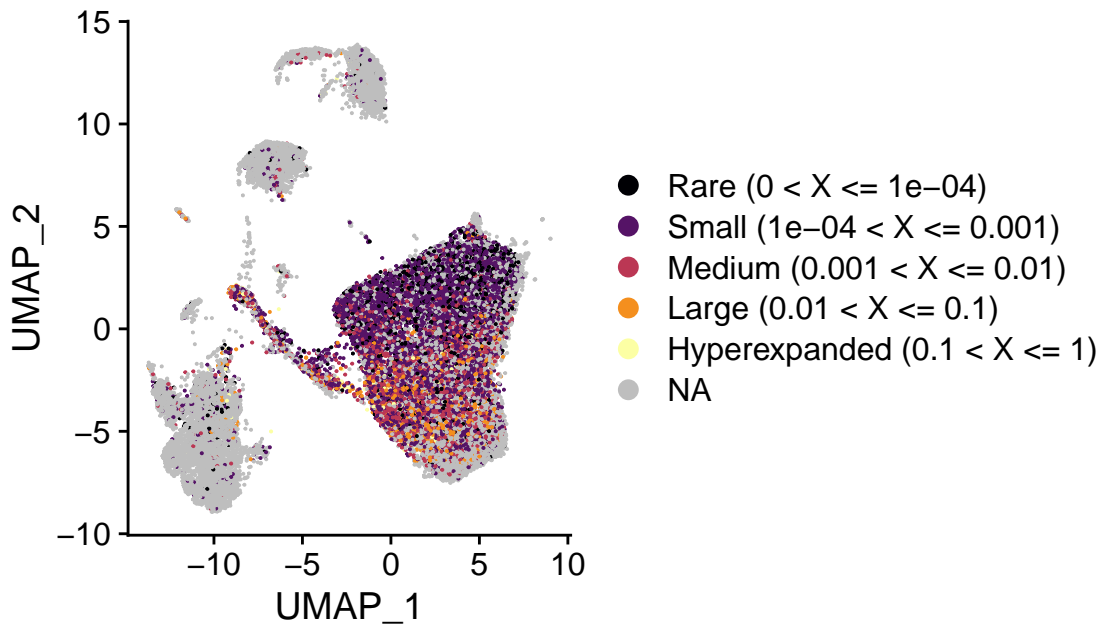 15
10
5
0
−5
−10
UMAP_2
−10 −5 0 5 10
UMAP_1
Rare (0 < X <= 1e−04)
Small (1e−04 < X <= 0.001)
Medium (0.001 < X <= 0.01)
Large (0.01 < X <= 0.1)
Hyperexpanded (0.1 < X <= 1)
NA